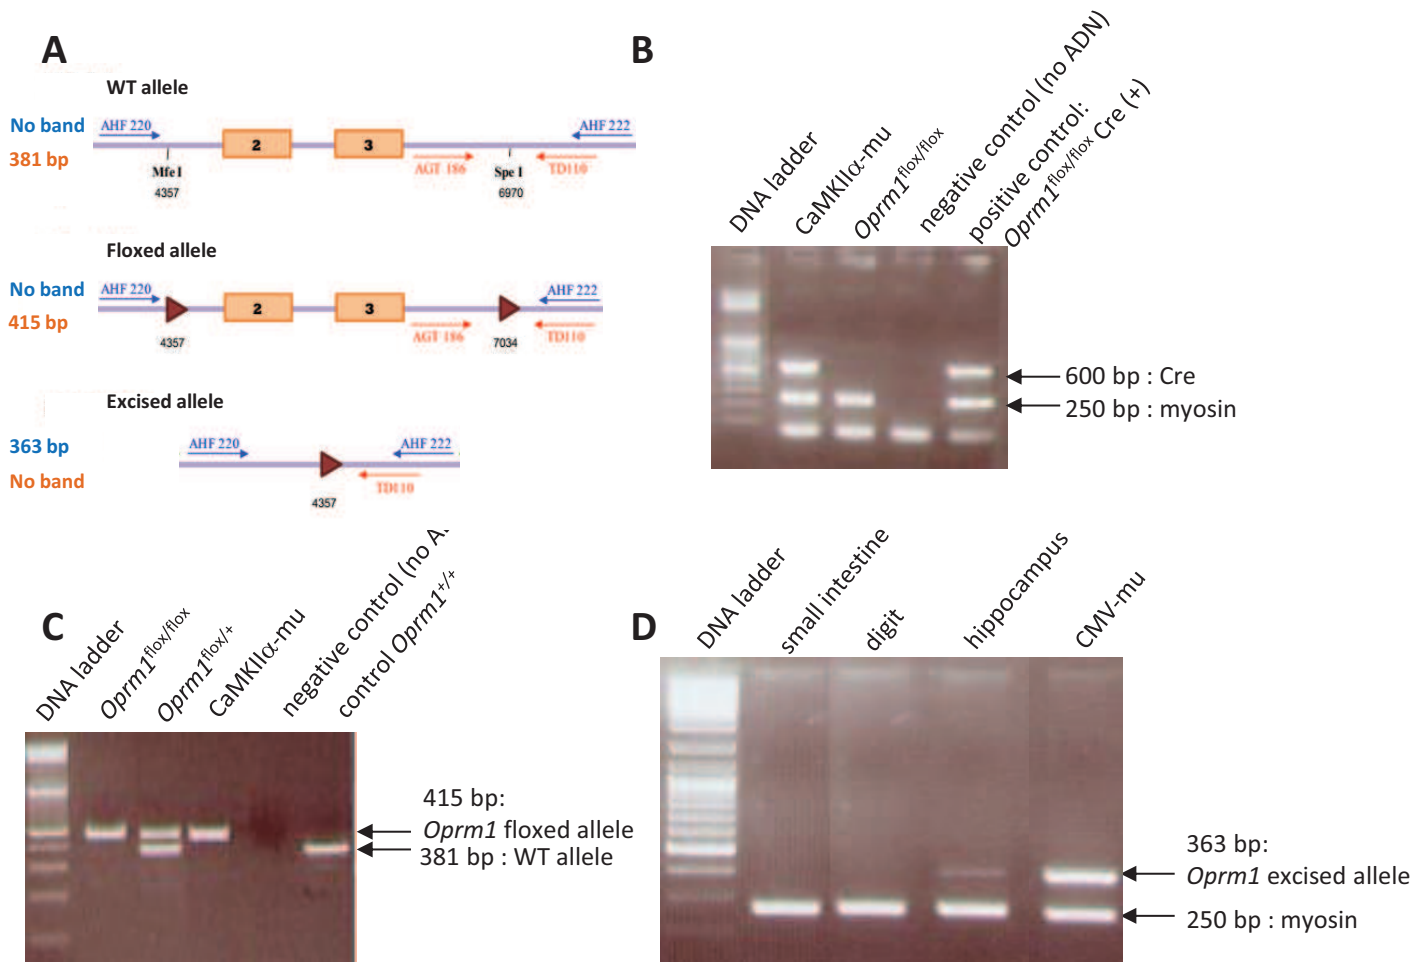 A
WT allele
No band
381 bp
AHF 220
2
3
AHF 222
Mfe I
4357
AGT 186
Spe I
6970
TD110
Floxed allele
No band
415 bp
AHF 220
2
3
AHF 222
4357
AGT 186
7034
TD110
Excised allele
363 bp
No band
AHF 220
AHF 222
TD110
4357
B
DNA ladder
CaMKIIα-mu
Oprm1flox/flox
negative control (no ADN)
positive control:
Oprm1flox/flox Cre (+)
600 bp : Cre
250 bp : myosin
C
DNA ladder
Oprm1flox/flox
Oprm1flox/+
CaMKIIα-mu
negative control (no
control Oprm1+/+
415 bp:
Oprm1 floxed allele
381 bp : WT allele
D
DNA ladder
small intestine
digit
hippocampus
CMV-mu
363 bp:
Oprm1 excised allele
250 bp : myosin